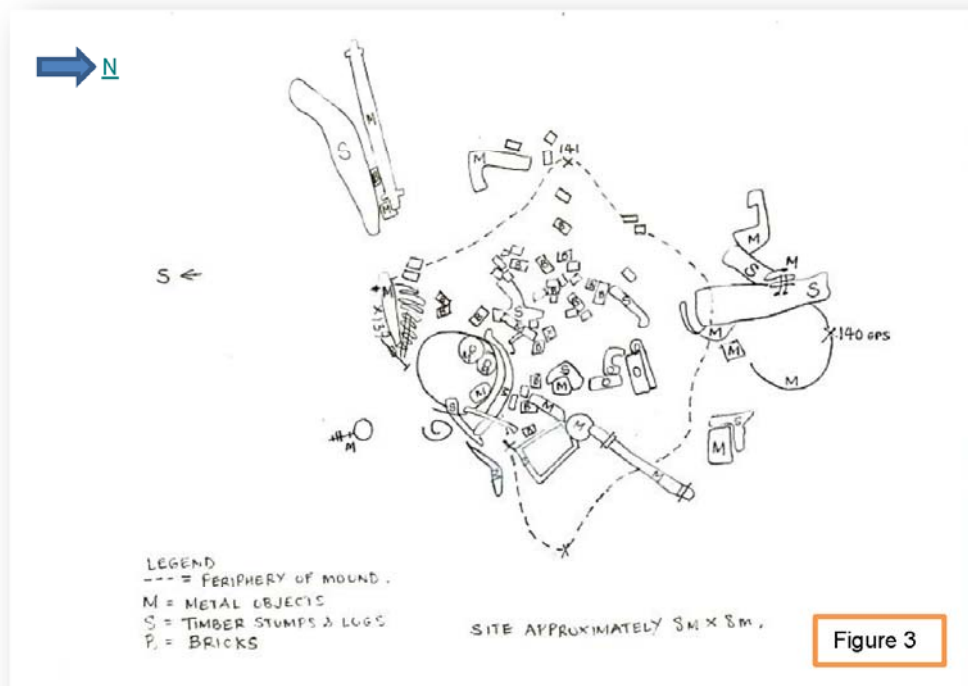 N
141
S ←
M
S
M
M
M
S
M
S
M
M
140 GPS
137
M
M
M
M
S
M
M
M
M
LEGEND
--- = PERIPHERY OF MOUND.
M = METAL OBJECTS
S = TIMBER STUMPS & LOGS
B = BRICKS
SITE APPROXIMATELY 8M X 8M.
Figure 3